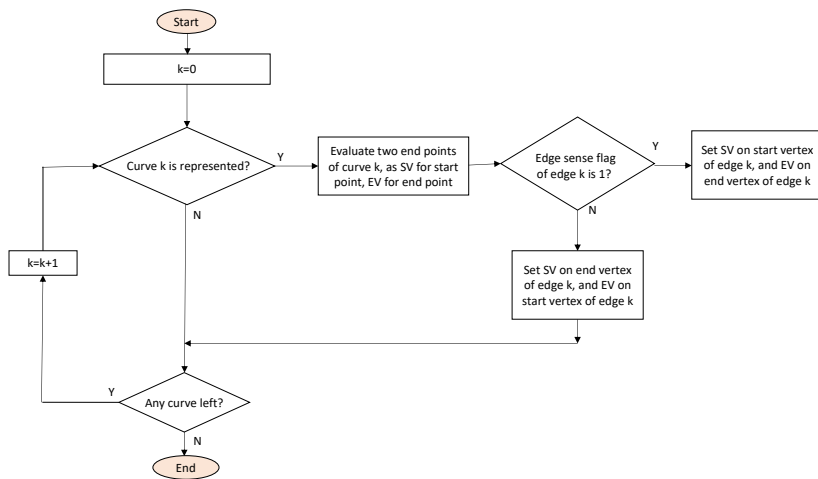 Start
k=0
Curve k is represented?
Y
Evaluate two end points
of curve k, as SV for start
point, EV for end point
Edge sense flag
of edge k is 1?
Y
Set SV on start vertex
of edge k, and EV on
end vertex of edge k
N
N
k=k+1
Set SV on end vertex
of edge k, and EV on
start vertex of edge k
Y
Any curve left?
N
End